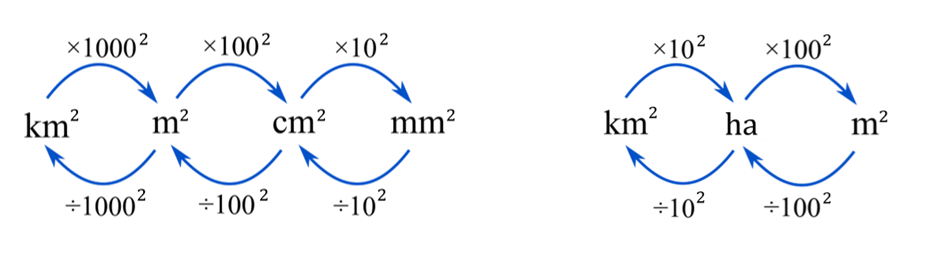 ×1000² ×100² ×10² ×10² ×100²
km² m² cm² mm² km² ha m²
÷1000² ÷100² ÷10² ÷10² ÷100²